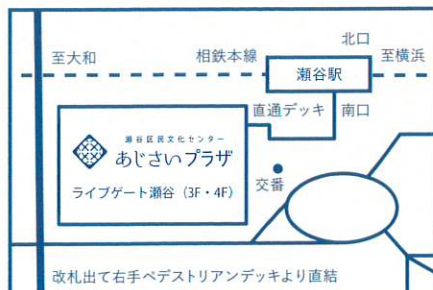 北口
至大和
相鉄本線
瀬谷駅
至横浜
直通デッキ
南口
瀬谷区民文化センター
あじさいプラザ
ライブゲート瀬谷（3F・4F）
交番
改札出て右手ペデストリアンデッキより直結